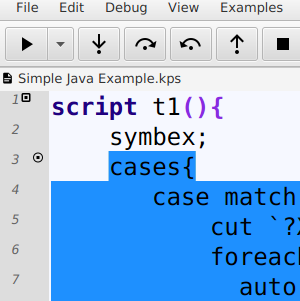 File Edit Debug View Examples
Simple Java Example.kps
1 script t1(){
2 symbex;
3 cases{
4 case match
5 cut `?X
6 foreach
7 auto